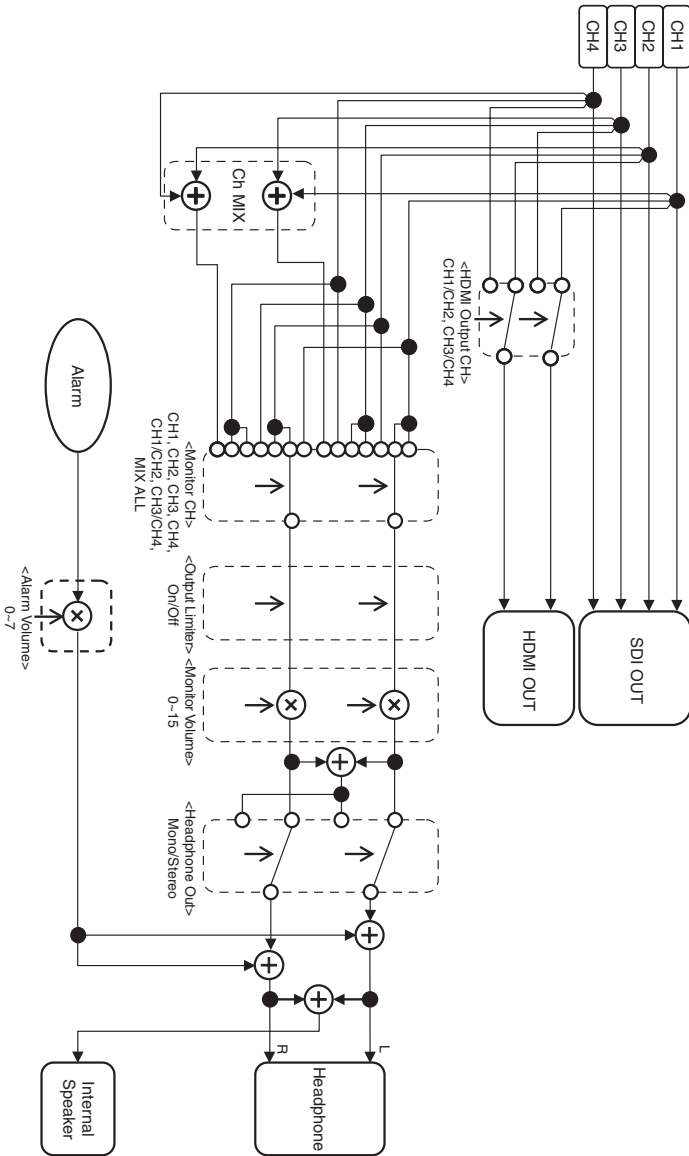 CH1
CH2
CH3
CH4
SDI OUT
HDMI OUT
<HDMI Output CH>
CH1/CH2, CH3/CH4
Ch MIX
<Monitor CH>
CH1, CH2, CH3, CH4,
CH1/CH2, CH3/CH4,
MIX ALL
<Output Limiter>
On/Off
<Monitor Volume>
0~15
<Headphone Out>
Mono/Stereo
L
R
Headphone
Alarm
<Alarm Volume>
0~7
Internal
Speaker